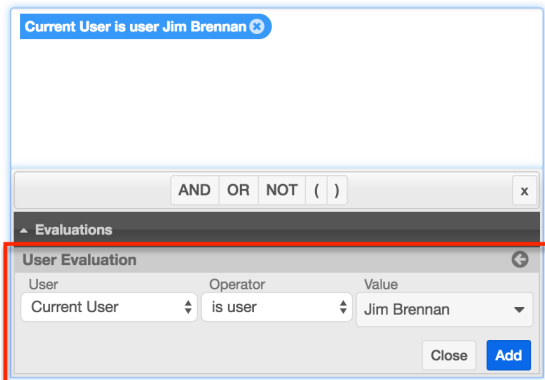 Current User is user Jim Brennan
AND OR NOT ( ) x
Evaluations
User Evaluation
User Operator Value
Current User is user Jim Brennan
Close Add